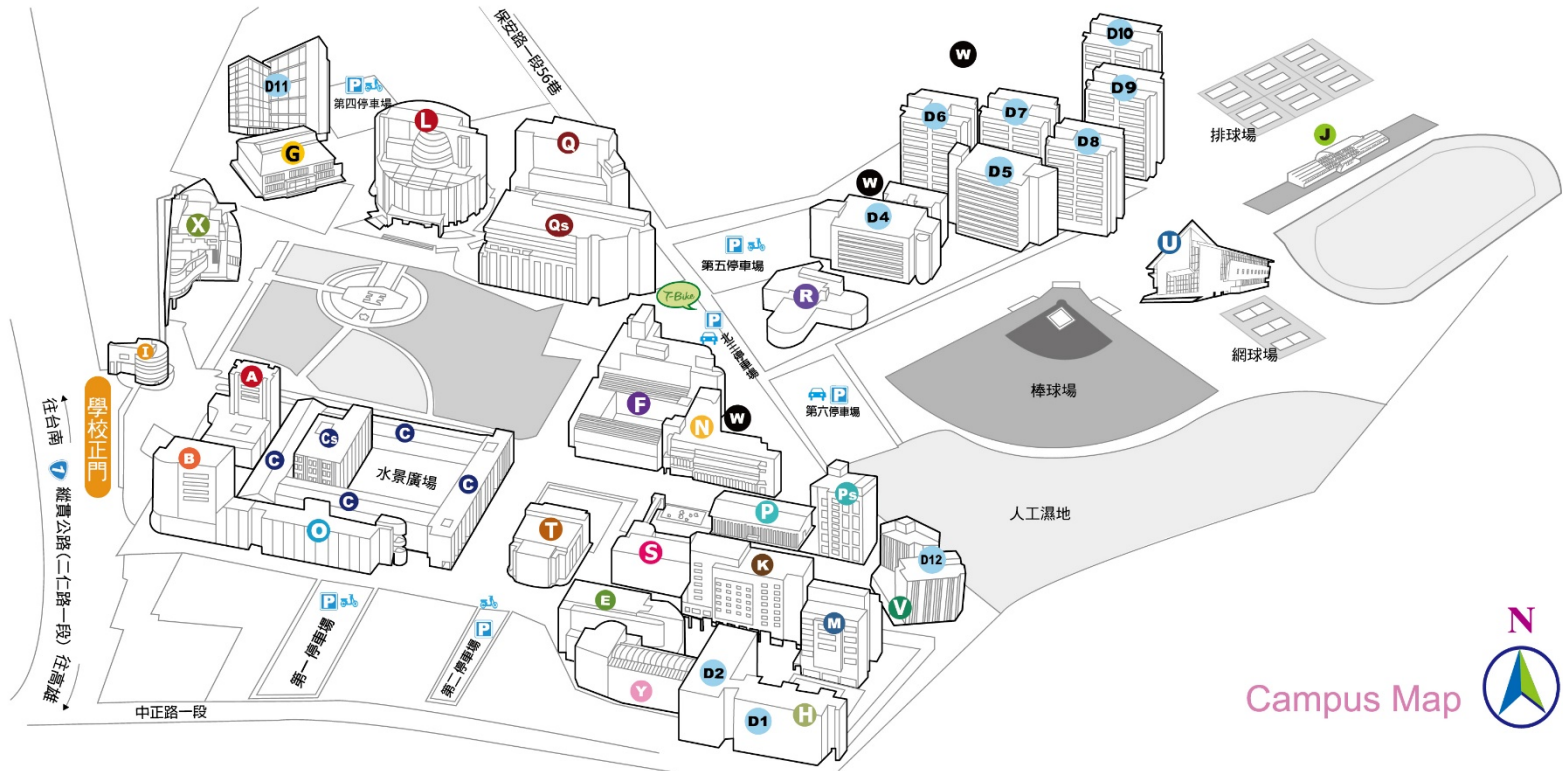 保安路一段56巷
W
D10
D11
第四停車場
L
D9
D6
D7
D8
排球場
J
G
Q
D5
W
X
Qs
D4
U
第五停車場
R
T-Bike
P
第三停車場
網球場
I
A
棒球場
第六停車場
P
F
N
W
學校正門
B
Cs
C
C
C
C
水景廣場
往台南
1
縱貫公路(二仁路一段)
往高雄
O
T
P
Ps
人工濕地
S
K
D12
V
E
M
P
第一停車場
P
第二停車場
D2
Y
D1
H
中正路一段
N
Campus Map